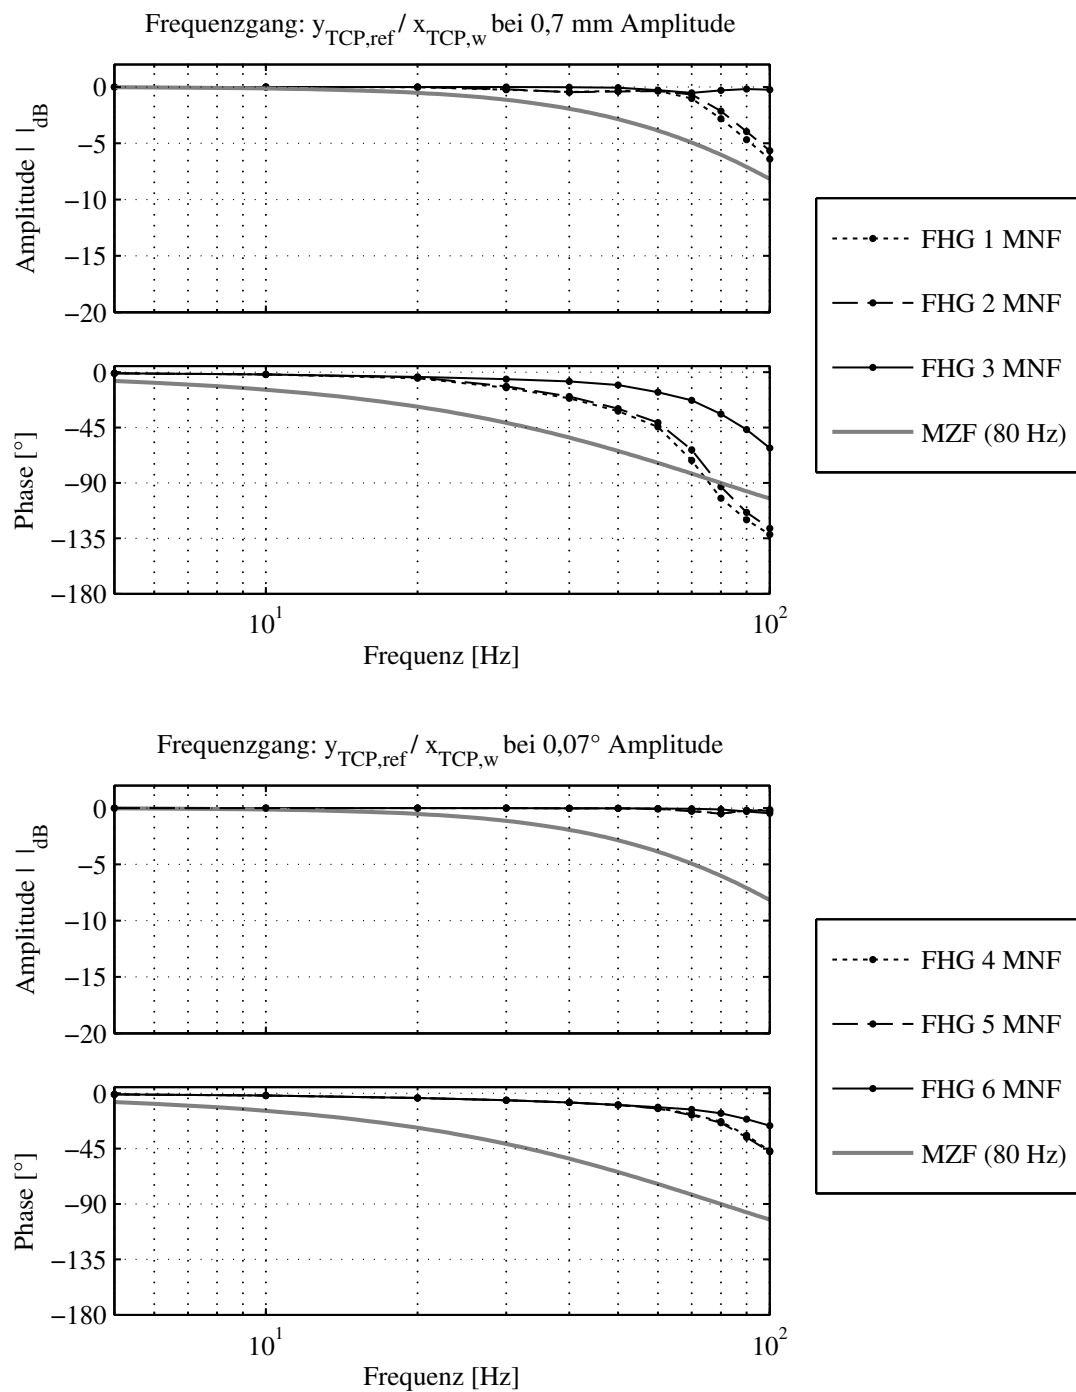 Frequenzgang: y_TCP,ref / x_TCP,w bei 0,7 mm Amplitude
Amplitude | |_dB
0
−5
−10
−15
−20
Phase [°]
0
−45
−90
−135
−180
10^1
10^2
Frequenz [Hz]
FHG 1 MNF
FHG 2 MNF
FHG 3 MNF
MZF (80 Hz)
Frequenzgang: y_TCP,ref / x_TCP,w bei 0,07° Amplitude
Amplitude | |_dB
0
−5
−10
−15
−20
Phase [°]
0
−45
−90
−135
−180
10^1
10^2
Frequenz [Hz]
FHG 4 MNF
FHG 5 MNF
FHG 6 MNF
MZF (80 Hz)